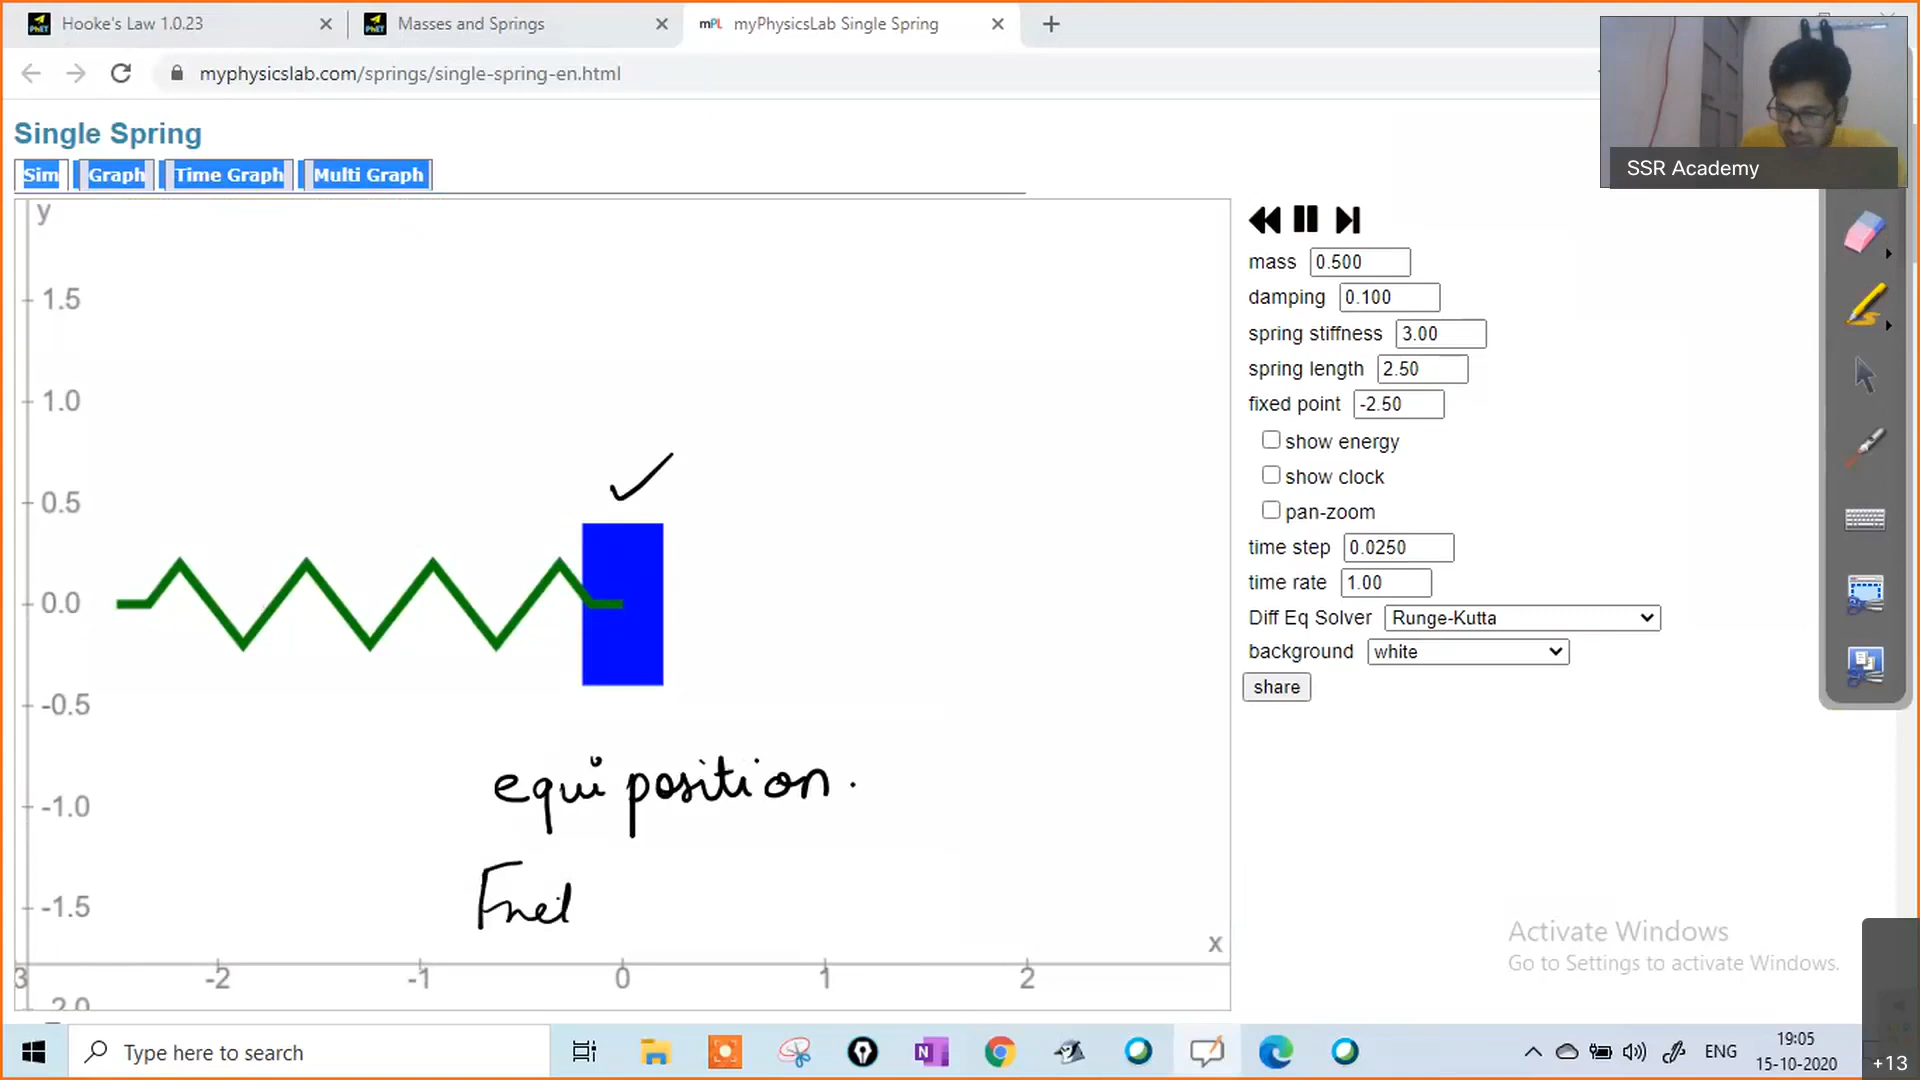 Hooke's Law 1.0.23
Masses and Springs
mPL myPhysicsLab Single Spring
myphysicslab.com/springs/single-spring-en.html
SSR Academy
Single Spring
Sim Graph Time Graph Multi Graph
y
1.5
1.0
0.5
0.0
-0.5
-1.0
-1.5
x
3 -2 -1 0 1 2
equi position.
Fnet
mass 0.500
damping 0.100
spring stiffness 3.00
spring length 2.50
fixed point -2.50
show energy
show clock
pan-zoom
time step 0.0250
time rate 1.00
Diff Eq Solver Runge-Kutta
background white
share
Activate Windows
Go to Settings to activate Windows.
Type here to search
ENG
19:05
15-10-2020
+13